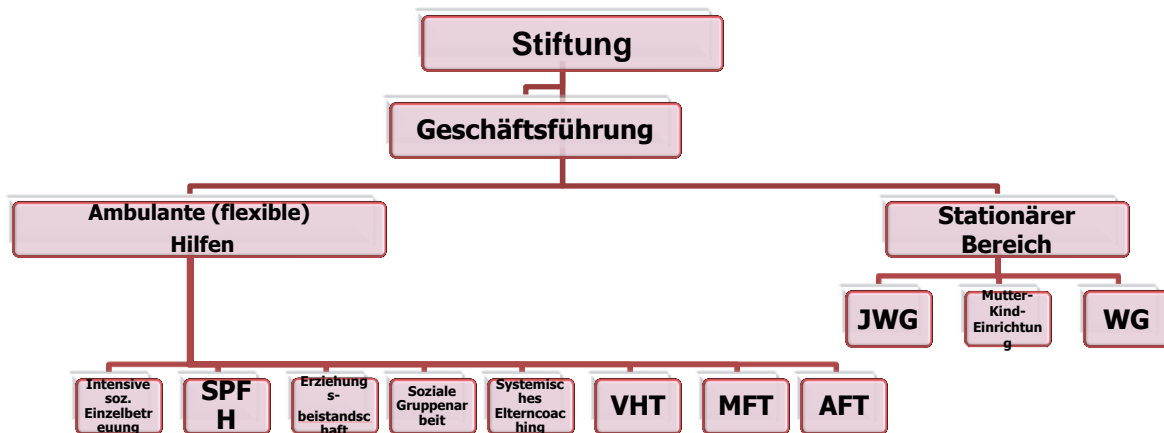 Stiftung
Geschäftsführung
Ambulante (flexible)
Hilfen
Stationärer
Bereich
JWG
Mutter-
Kind-
Einrichtun
g
WG
Intensive
soz.
Einzelbetr
euung
SPF
H
Erziehung
s-
beistandsc
haft
Soziale
Gruppenar
beit
Systemisc
hes
Elterncoac
hing
VHT
MFT
AFT